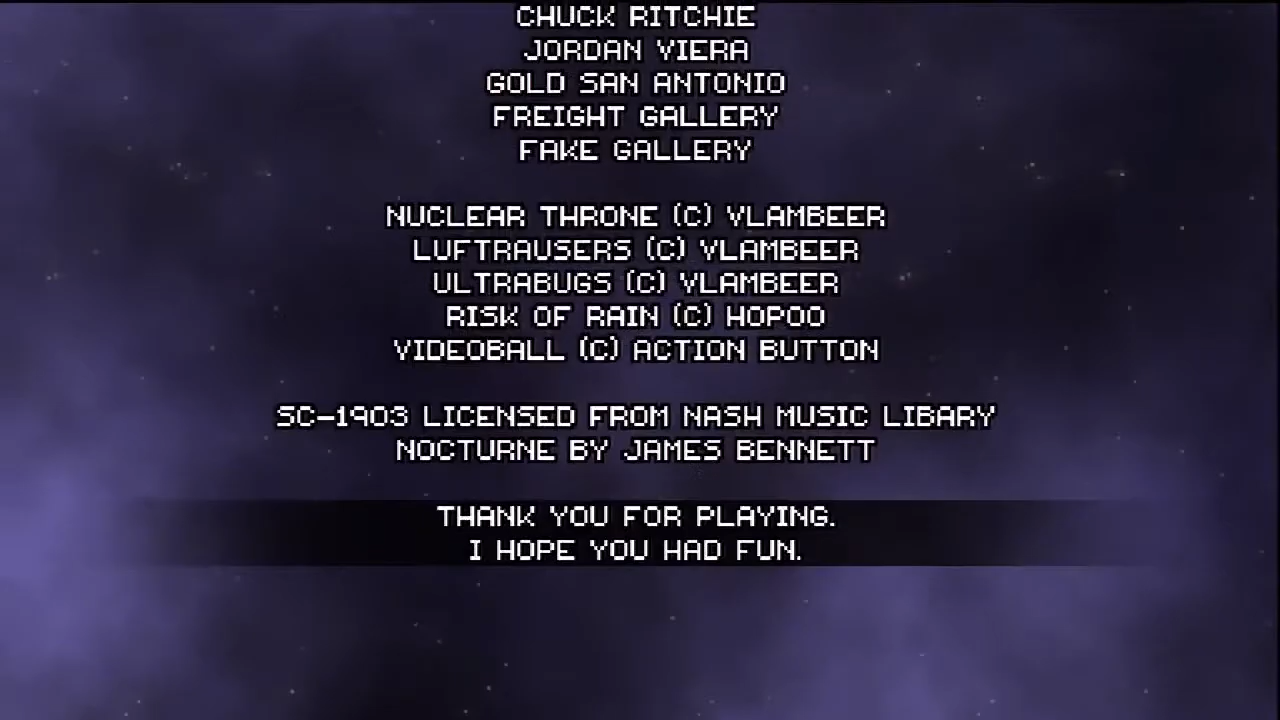 CHUCK RITCHIE
JORDAN VIERA
GOLD SAN ANTONIO
FREIGHT GALLERY
FAKE GALLERY
NUCLEAR THRONE (C) VLAMBEER
LUFTRAUSERS (C) VLAMBEER
ULTRABUGS (C) VLAMBEER
RISK OF RAIN (C) HOPOO
VIDEOBALL (C) ACTION BUTTON
SC-1903 LICENSED FROM NASH MUSIC LIBARY
NOCTURNE BY JAMES BENNETT
THANK YOU FOR PLAYING.
I HOPE YOU HAD FUN.